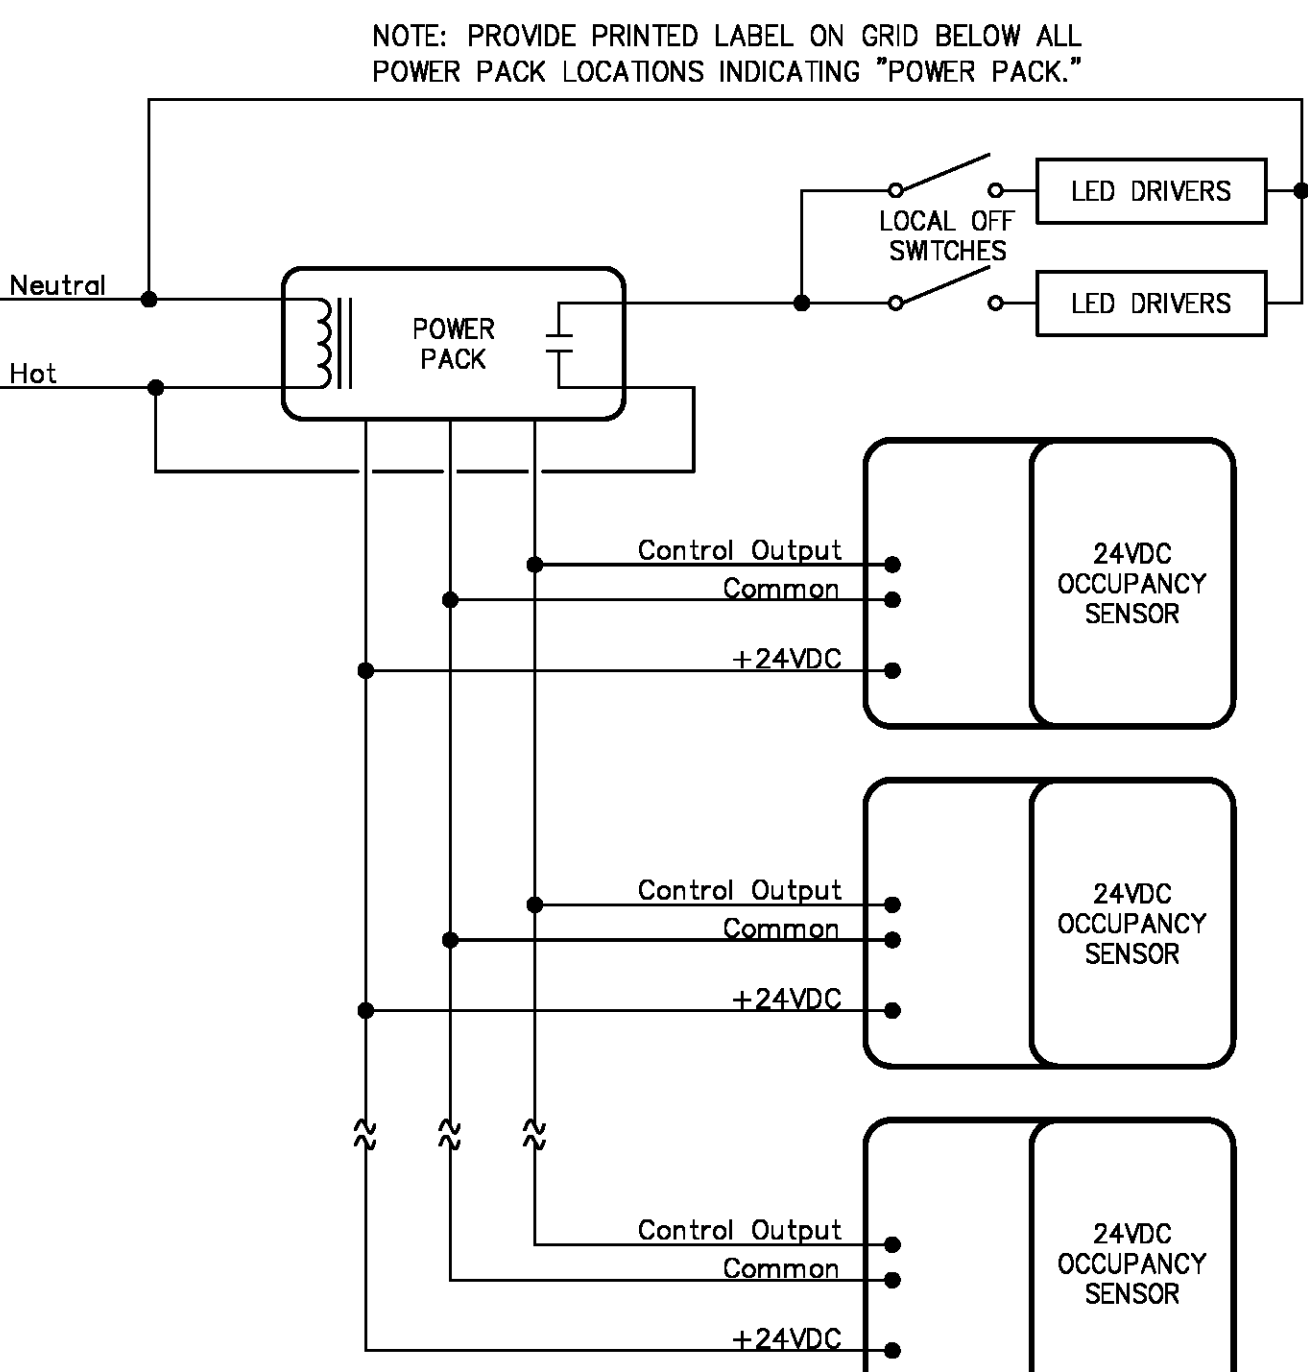 NOTE: PROVIDE PRINTED LABEL ON GRID BELOW ALL
POWER PACK LOCATIONS INDICATING "POWER PACK."
LED DRIVERS
LOCAL OFF
SWITCHES
LED DRIVERS
Neutral
Hot
POWER
PACK
Control Output
Common
+24VDC
24VDC
OCCUPANCY
SENSOR
Control Output
Common
+24VDC
24VDC
OCCUPANCY
SENSOR
Control Output
Common
+24VDC
24VDC
OCCUPANCY
SENSOR